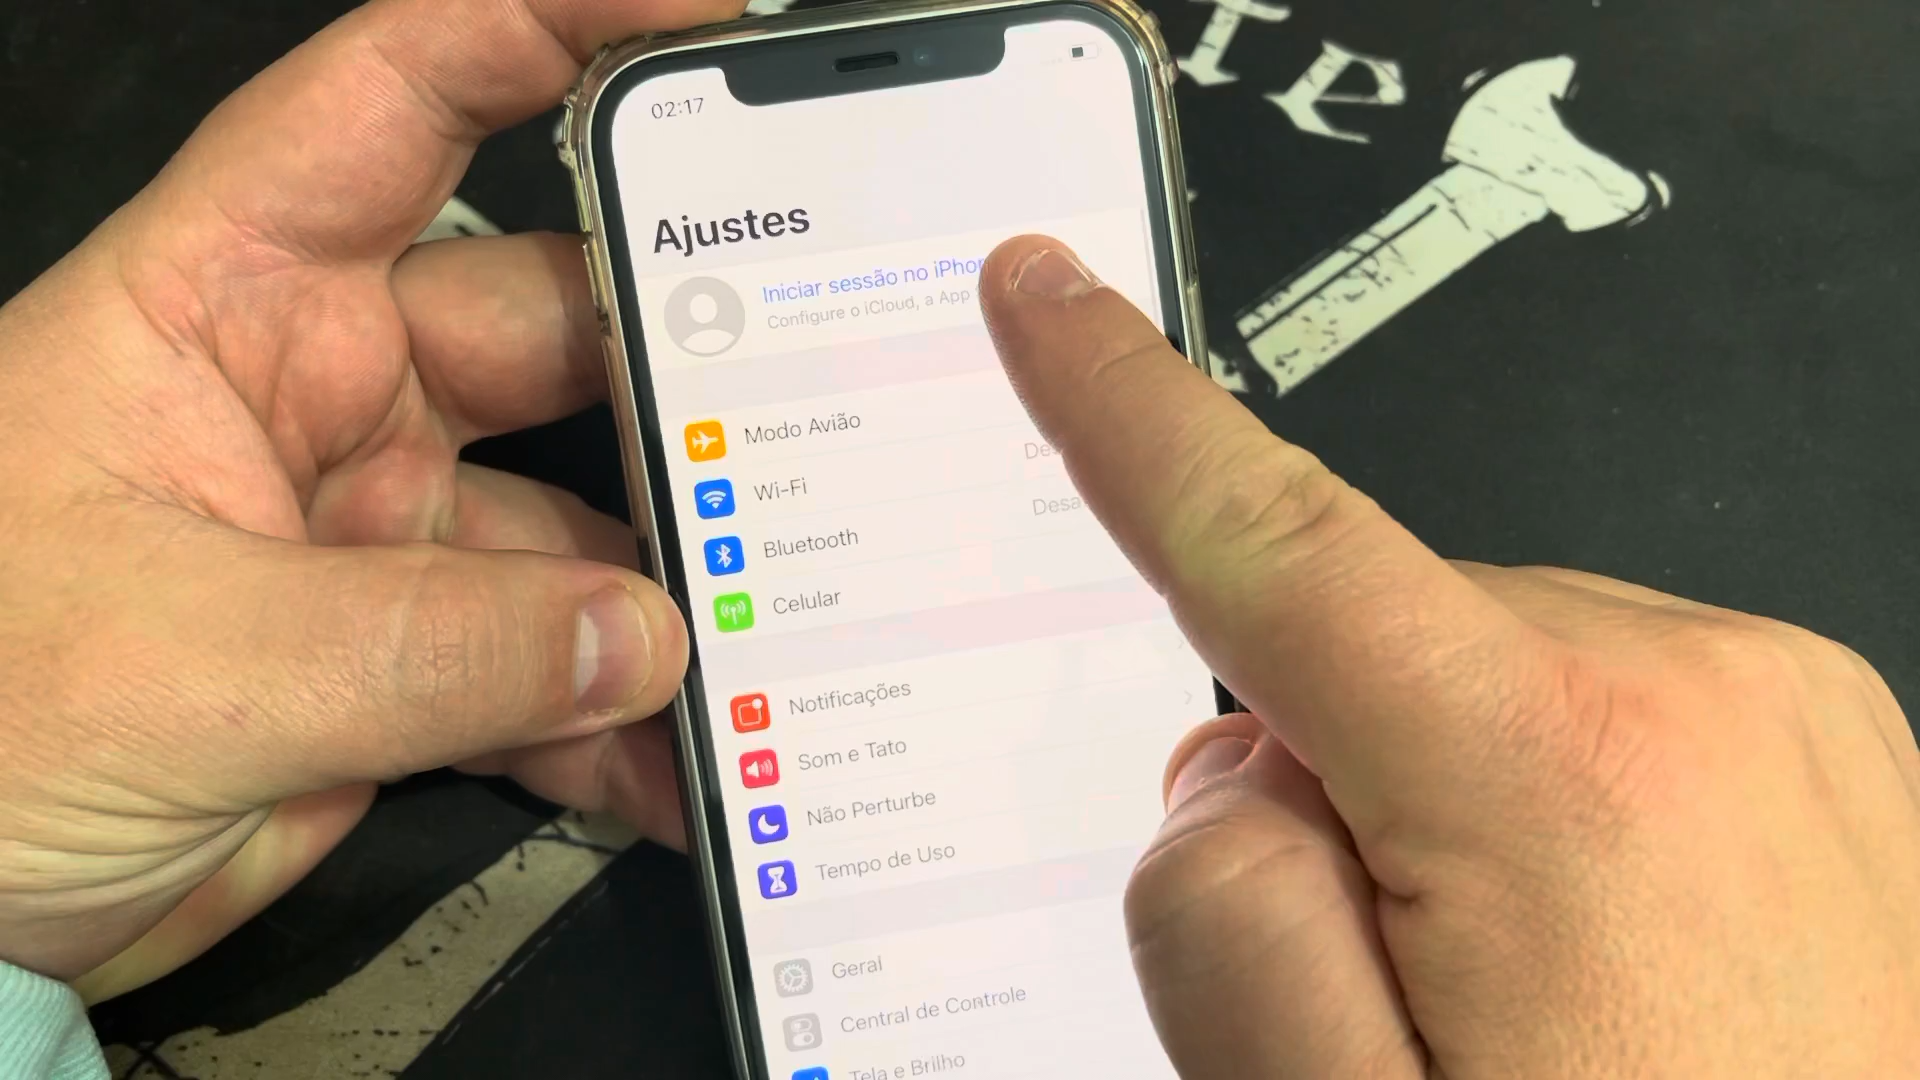 02:17
Ajustes
Iniciar sessão no
Configure o iCloud, a App
Modo Avião
Wi-Fi
Bluetooth
Celular
Notificações
Som e Tato
Não Perturbe
Tempo de Uso
Geral
Central de Controle
Tela e Brilho